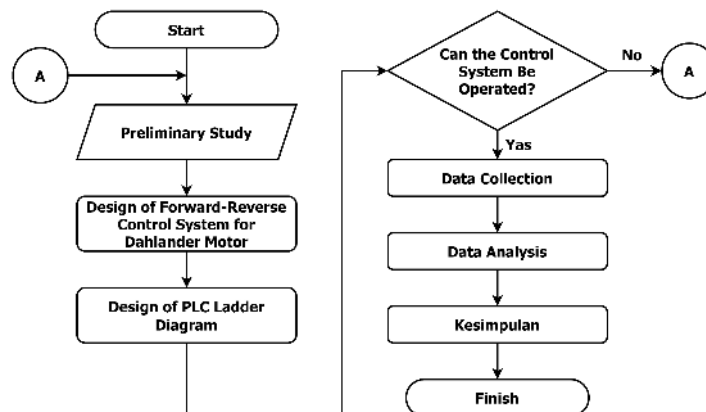 Start
A
Preliminary Study
Design of Forward-Reverse
Control System for
Dahlander Motor
Design of PLC Ladder
Diagram
Can the Control
System Be
Operated?
No
A
Yas
Data Collection
Data Analysis
Kesimpulan
Finish